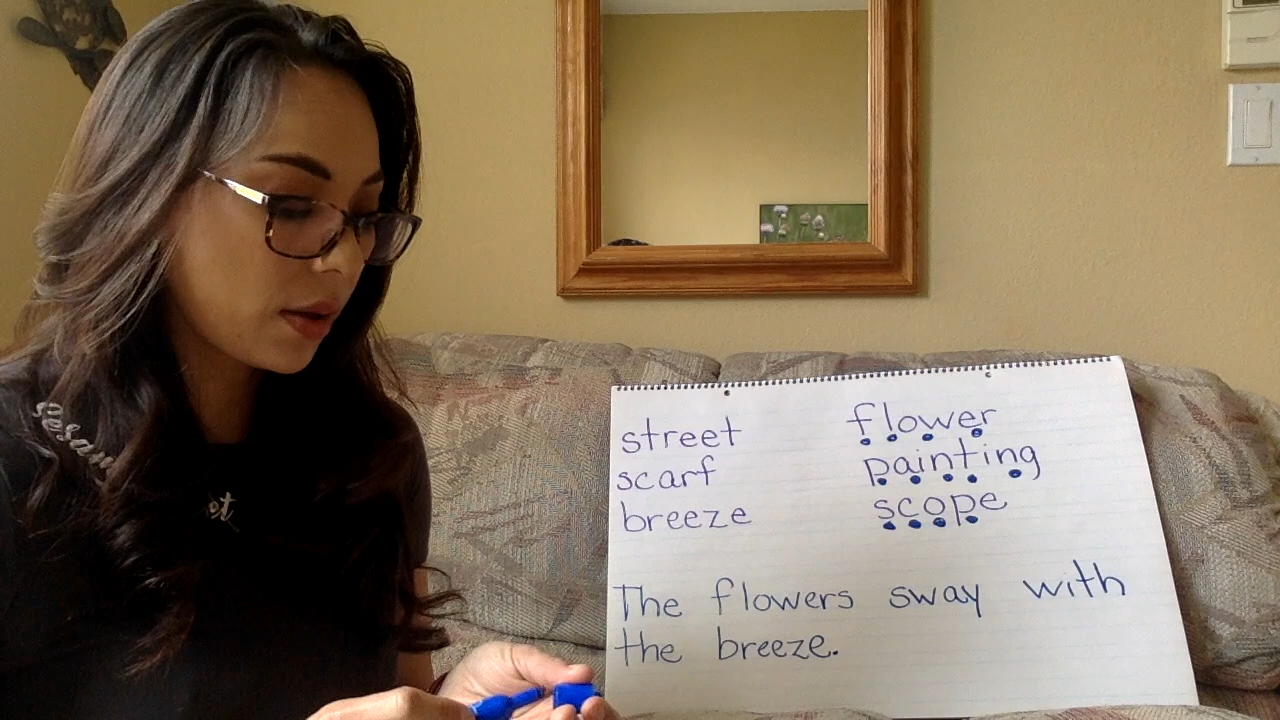 street flower
scarf painting
breeze scope
The flowers sway with
the breeze.